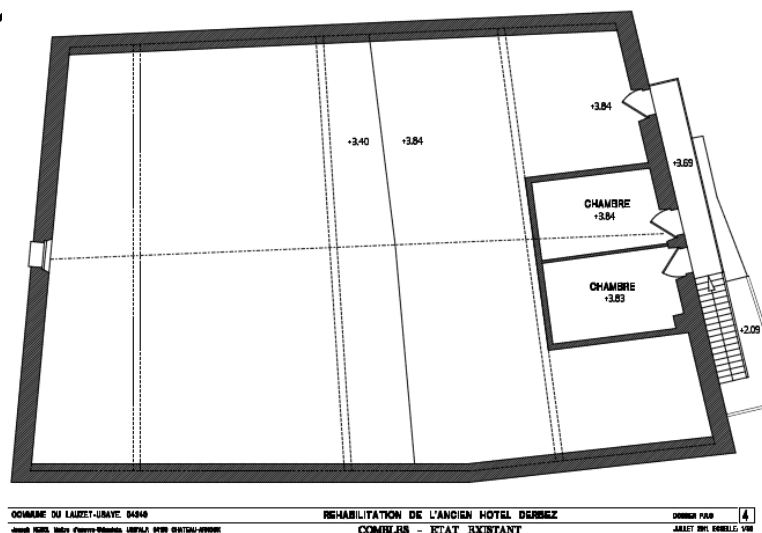 +3.84
+3.40
+3.84
+3.69
CHAMBRE
+3.84
CHAMBRE
+3.83
+2.09
COMMUNE DU LAUZET-UBAYE. 04340
REHABILITATION DE L'ANCIEN HOTEL DERBEZ
4
COMBLES - ETAT EXISTANT